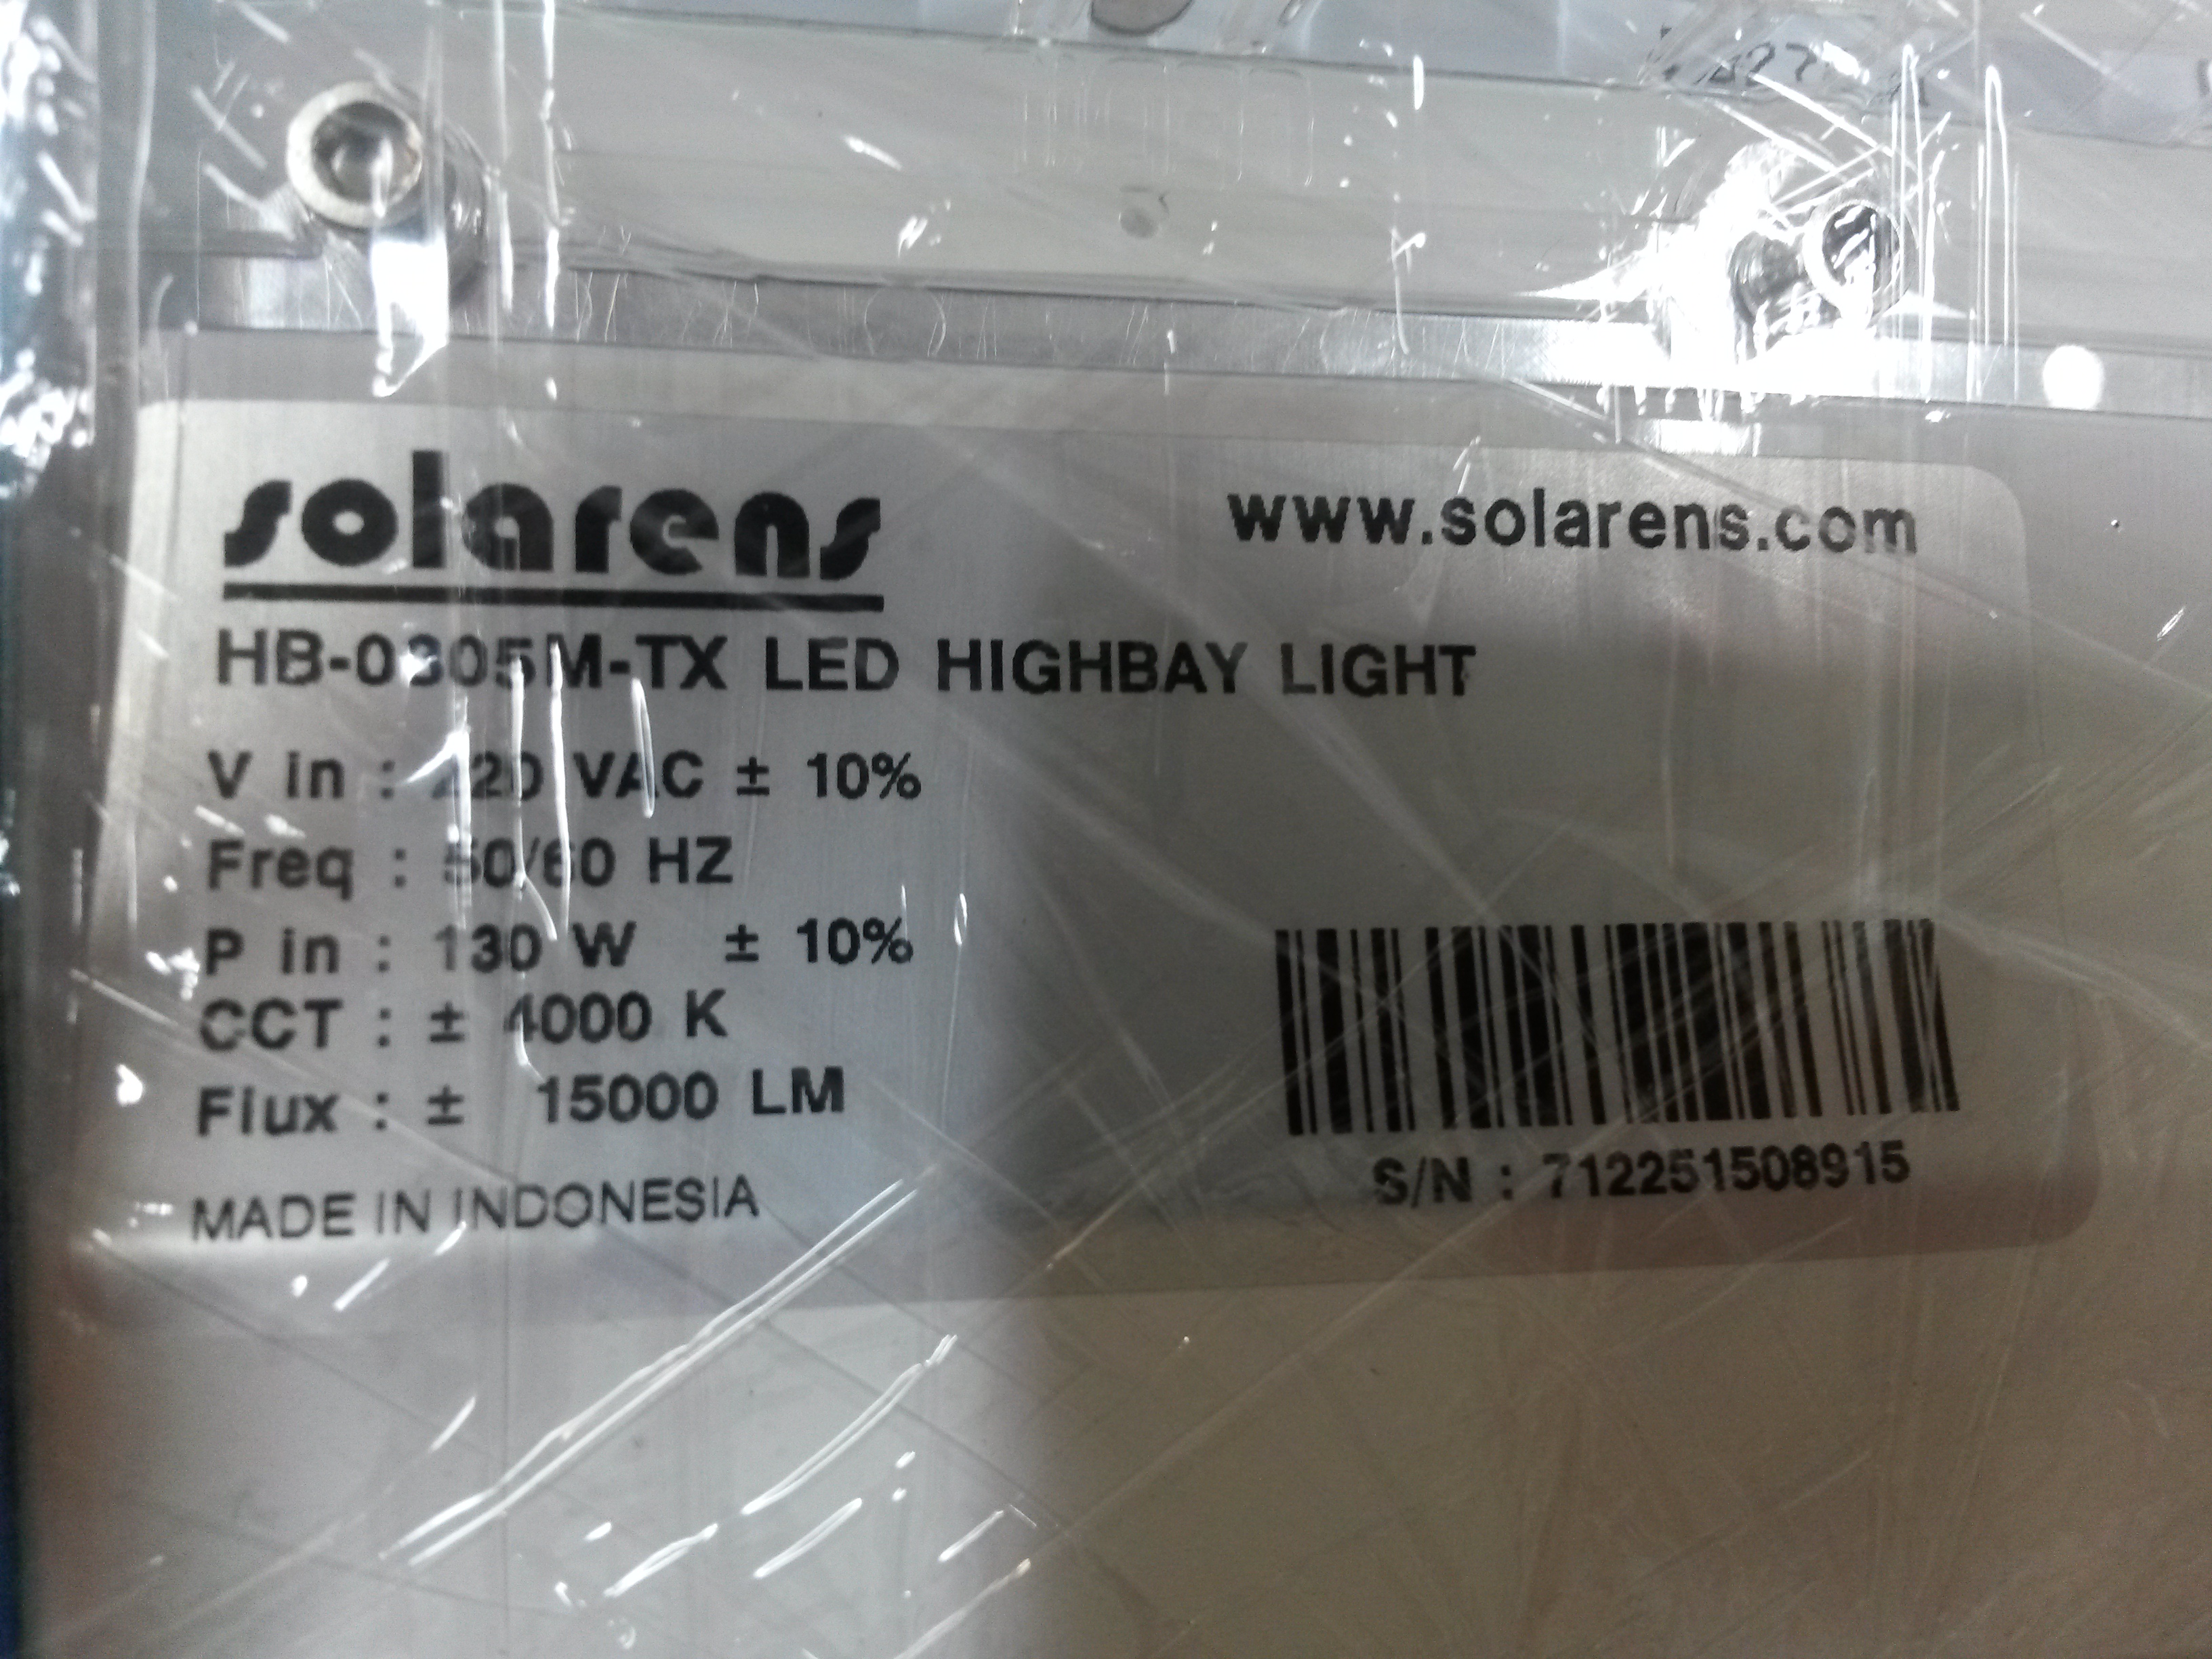 solarens
www.solarens.com
HB-0305M-TX LED HIGHBAY LIGHT
V in : 220 VAC ± 10%
Freq : 50/60 HZ
P in : 130 W ± 10%
CCT : ± 4000 K
Flux : ± 15000 LM
MADE IN INDONESIA
S/N : 712251508915